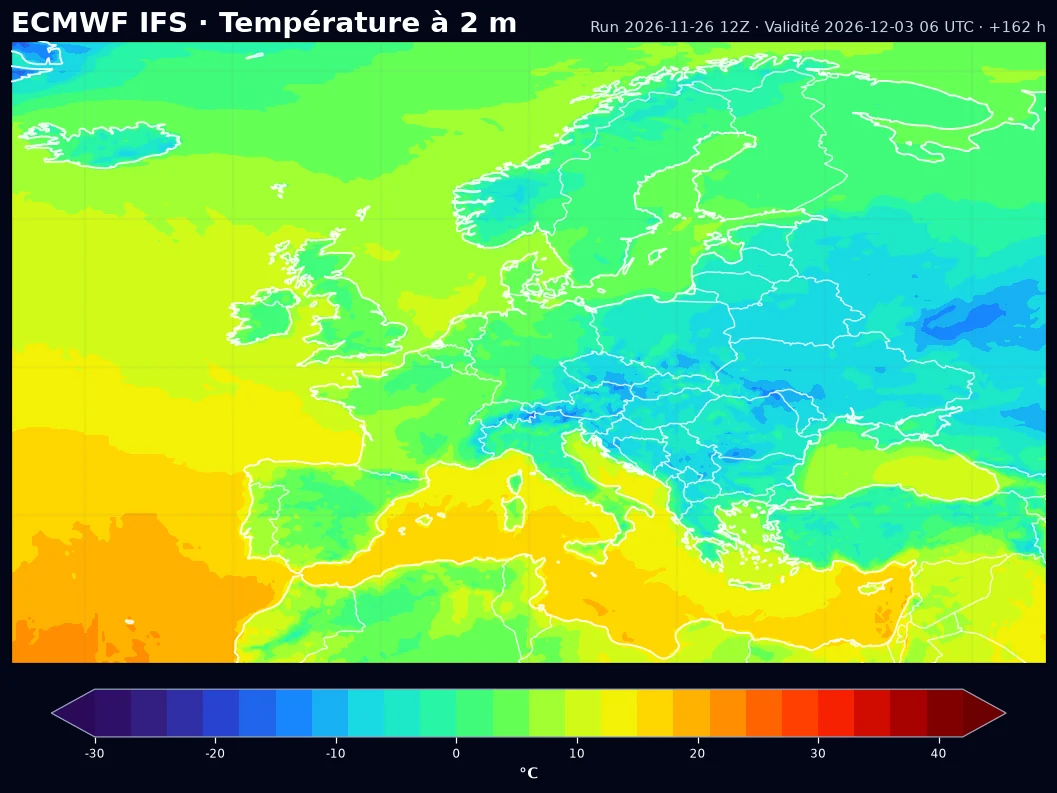 ECMWF IFS · Température à 2 m
Run 2026-11-26 12Z · Validité 2026-12-03 06 UTC · +162 h
-30 -20 -10 0 10 20 30 40
°C